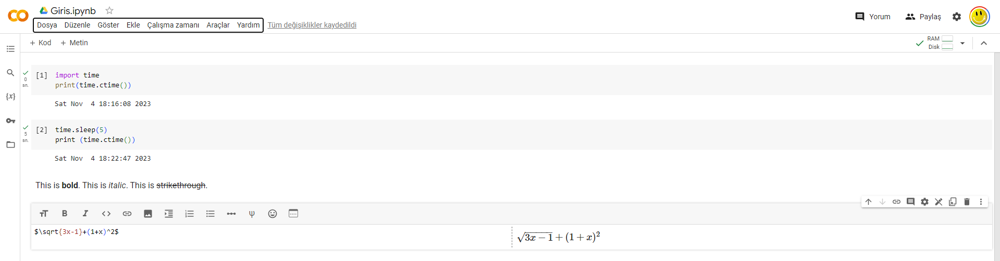 Giris.ipynb
Dosya Düzenle Göster Ekle Çalışma zamanı Araçlar Yardım Tüm değişiklikler kaydedildi
Yorum Paylaş
+ Kod + Metin
RAM
Disk
[1] import time
0 sn.
print(time.ctime())
Sat Nov  4 18:16:08 2023
[2] time.sleep(5)
5 sn.
print (time.ctime())
Sat Nov  4 18:22:47 2023
This is bold. This is italic. This is strikethrough.
$\sqrt{3x-1}+(1+x)^2$
√3x − 1 + (1 + x)²